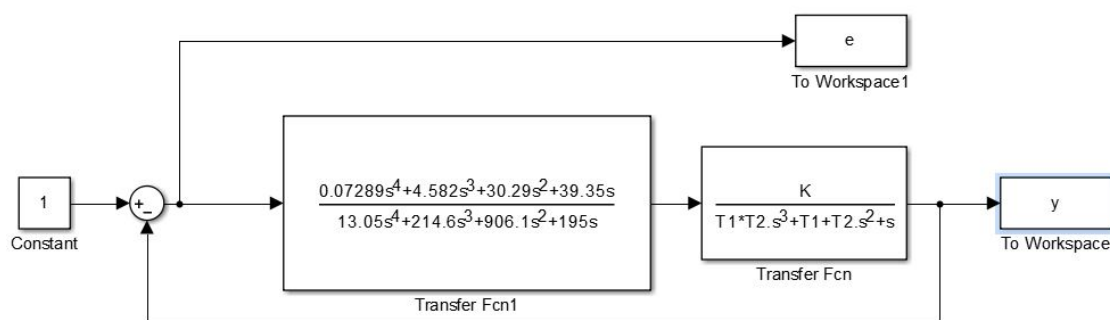 e
To Workspace1
1
Constant
+
−
0.07289s^4+4.582s^3+30.29s^2+39.35s
13.05s^4+214.6s^3+906.1s^2+195s
Transfer Fcn1
K
T1*T2.s^3+T1+T2.s^2+s
Transfer Fcn
y
To Workspace